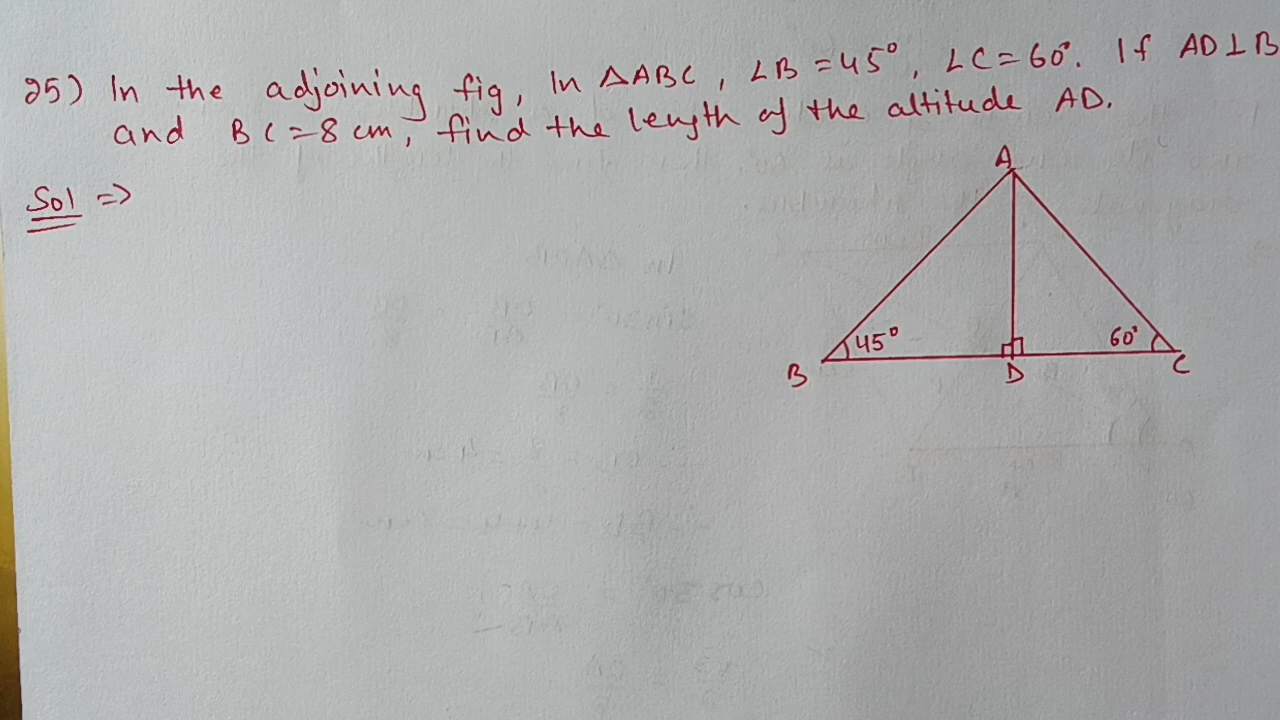 25) In the adjoining fig, In △ABC, ∠B = 45°, ∠C = 60°. If AD⊥B
and BC = 8 cm, find the length of the altitude AD.
Sol ⇒
A
45°
60°
B
D
C